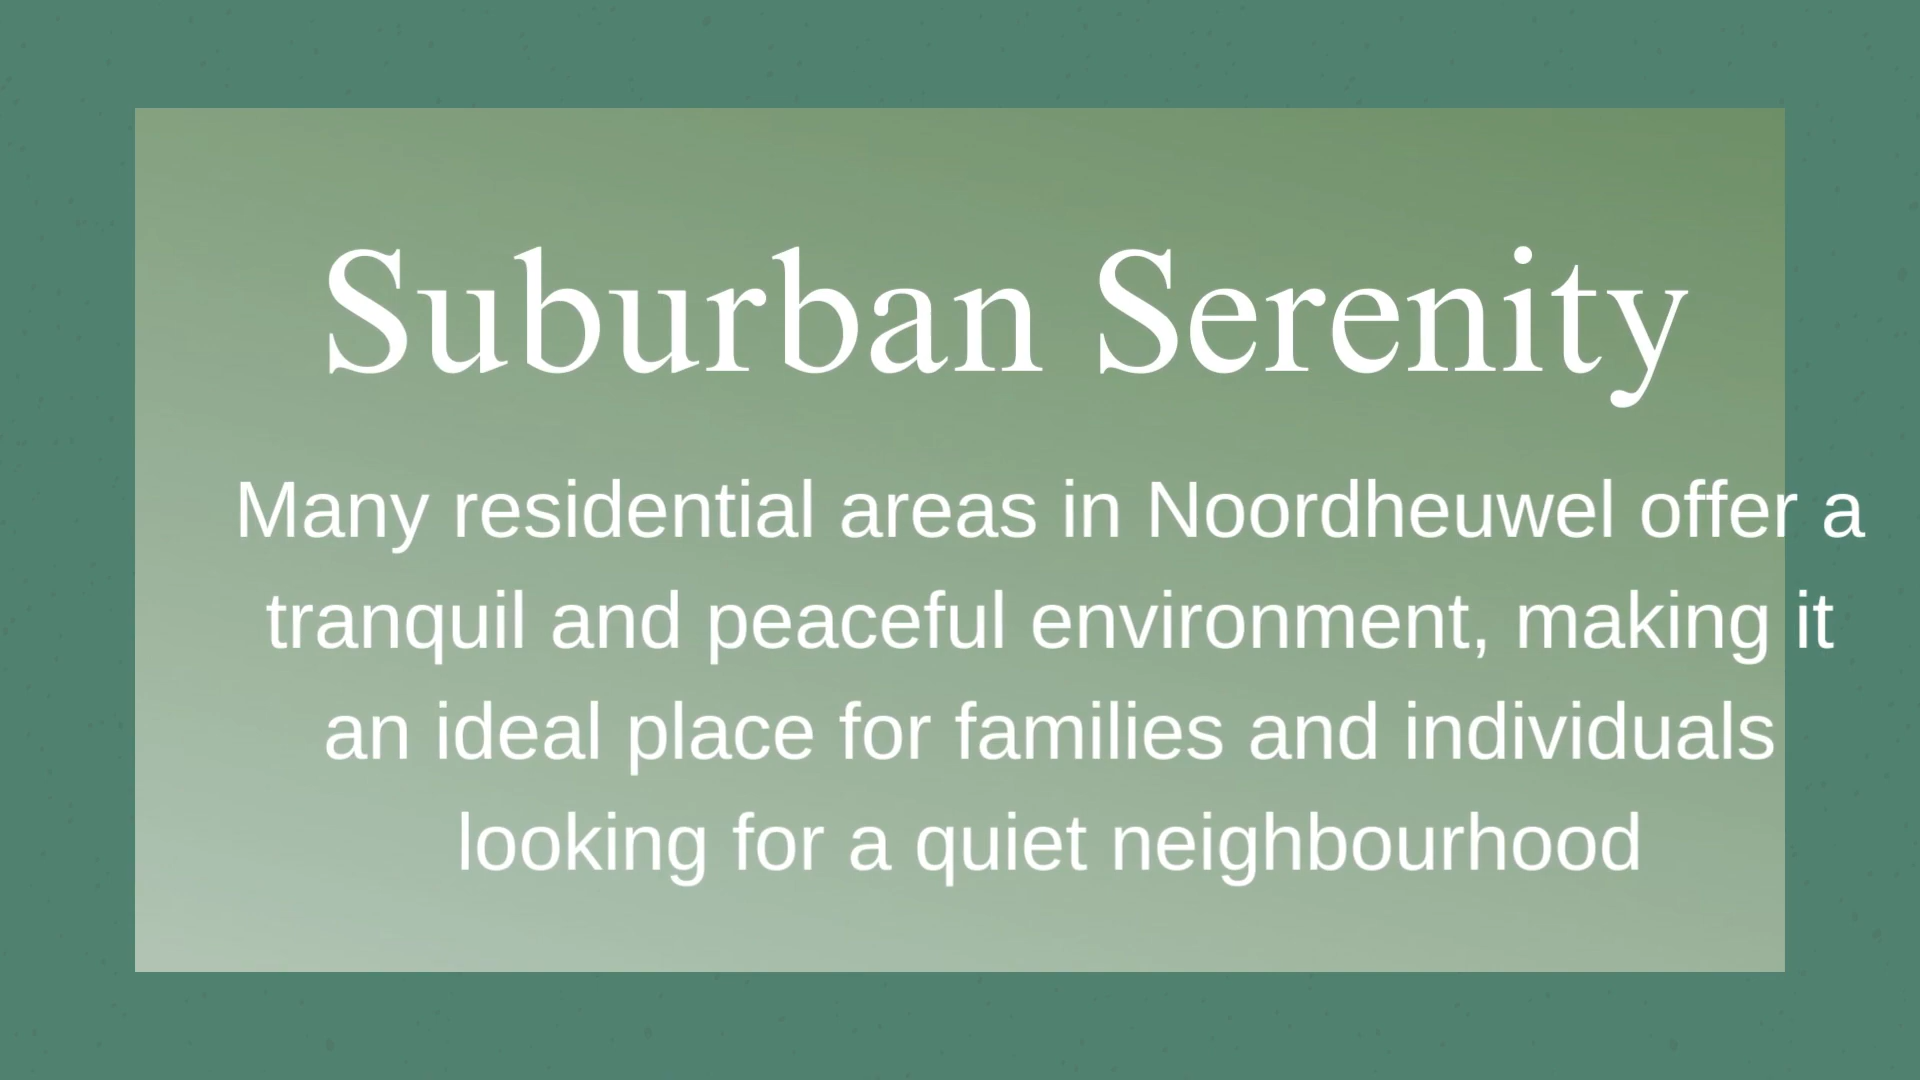 Suburban Serenity
Many residential areas in Noordheuwel offer a
tranquil and peaceful environment, making it
an ideal place for families and individuals
looking for a quiet neighbourhood